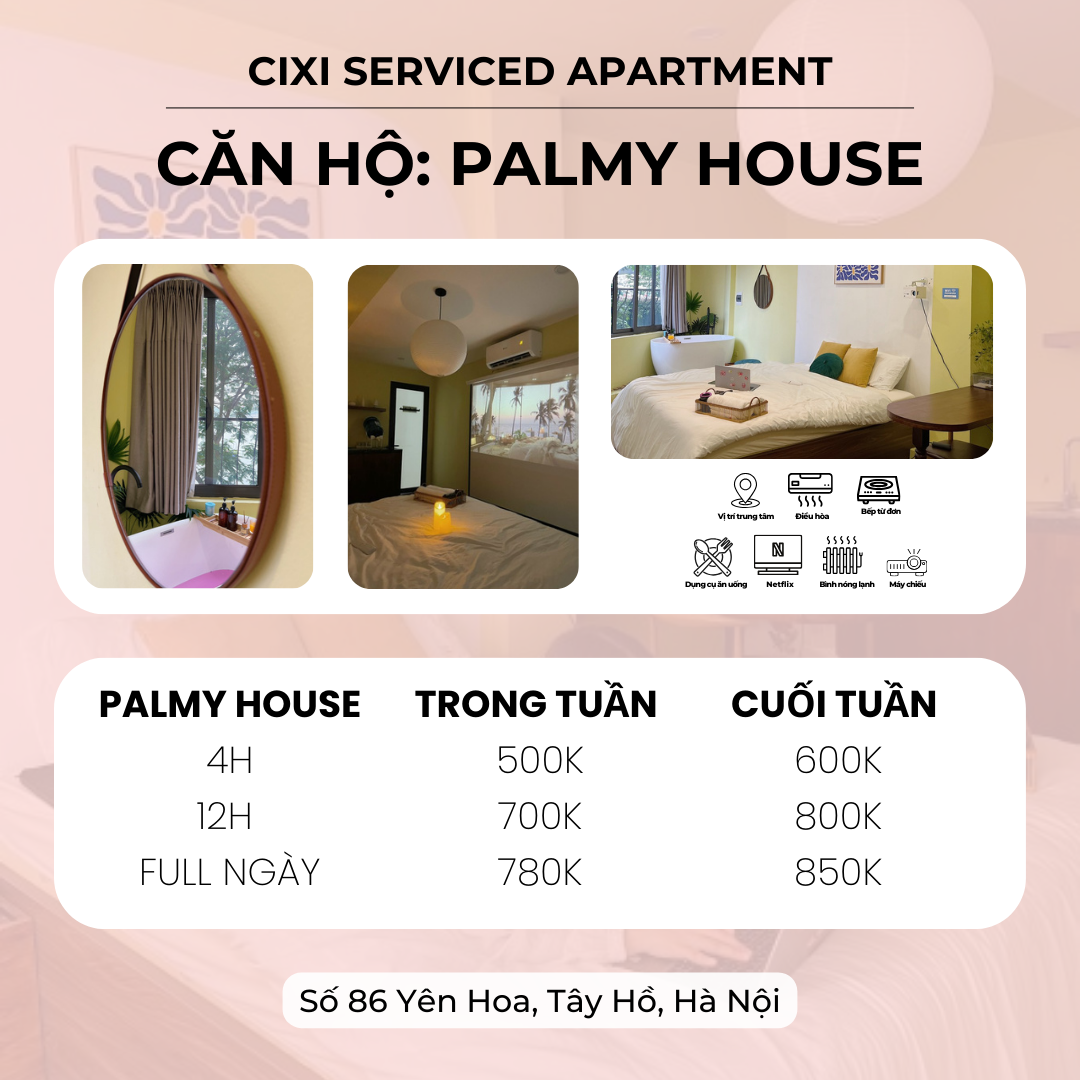 CIXI SERVICED APARTMENT
CĂN HỘ: PALMY HOUSE
Vị trí trung tâm
Điều hòa
Bếp từ đơn
N
Dụng cụ ăn uống
Netflix
Bình nóng lạnh
Máy chiếu
PALMY HOUSE TRONG TUẦN CUỐI TUẦN
4H 500K 600K
12H 700K 800K
FULL NGÀY 780K 850K
Số 86 Yên Hoa, Tây Hồ, Hà Nội